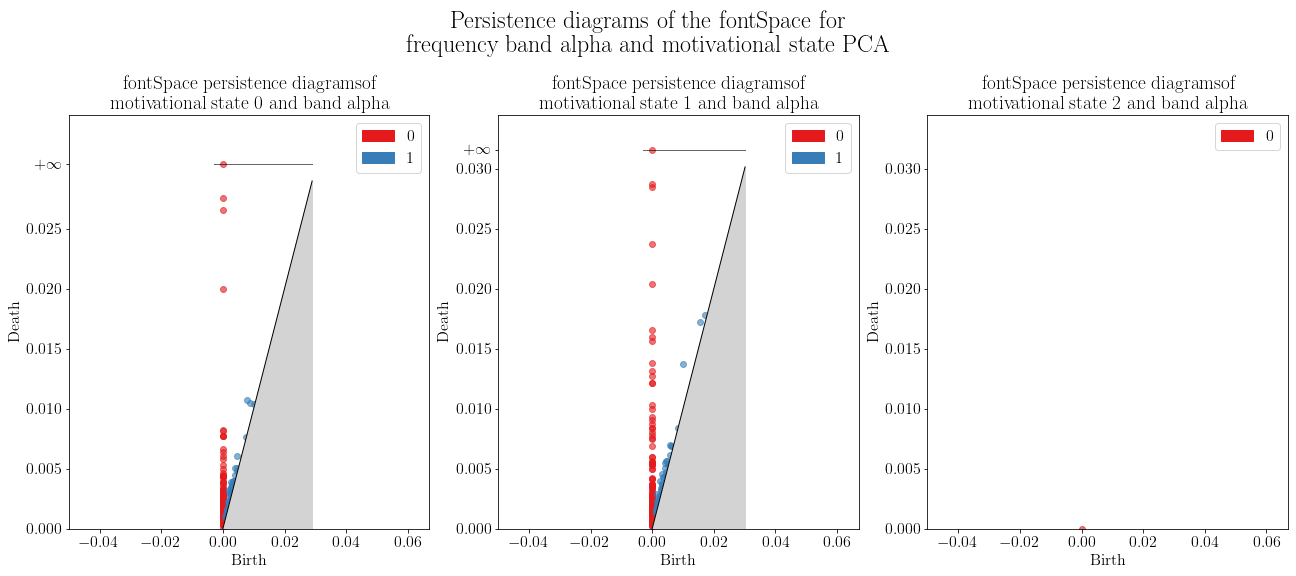 Persistence diagrams of the fontSpace for
frequency band alpha and motivational state PCA
fontSpace persistence diagramsof
motivational state 0 and band alpha
+∞
0.025
0.020
0.015
0.010
0.005
0.000
Death
−0.04 −0.02 0.00 0.02 0.04 0.06
Birth
0
1
fontSpace persistence diagramsof
motivational state 1 and band alpha
+∞
0.030
0.025
0.020
0.015
0.010
0.005
0.000
Death
−0.04 −0.02 0.00 0.02 0.04 0.06
Birth
0
1
fontSpace persistence diagramsof
motivational state 2 and band alpha
0.030
0.025
0.020
0.015
0.010
0.005
0.000
Death
−0.04 −0.02 0.00 0.02 0.04 0.06
Birth
0